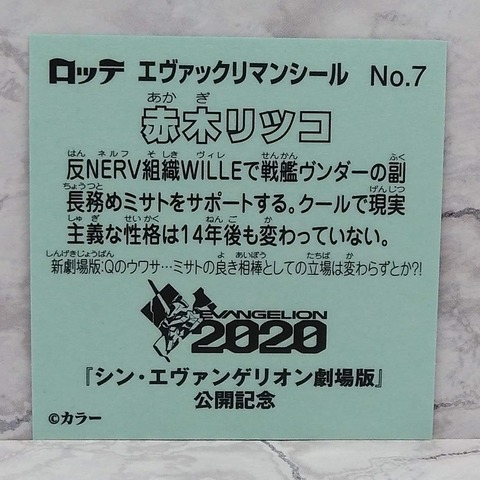 ロッテ エヴァックリマンシール No.7
あか ぎ
赤木リツコ
はん ネルフ そ しき ヴィレ せんかん ふく
反NERV組織WILLEで戦艦ヴンダーの副
ちょうつと げんじつ
長務めミサトをサポートする。クールで現実
しゅ ぎ せいかく ねん ご か
主義な性格は14年後も変わっていない。
しんげきじょうばん よ あいぼう たちば か
新劇場版:Qのウワサ…ミサトの良き相棒としての立場は変わらずとか?!
EVANGELION
2020
『シン・エヴァンゲリオン劇場版』
公開記念
©カラー